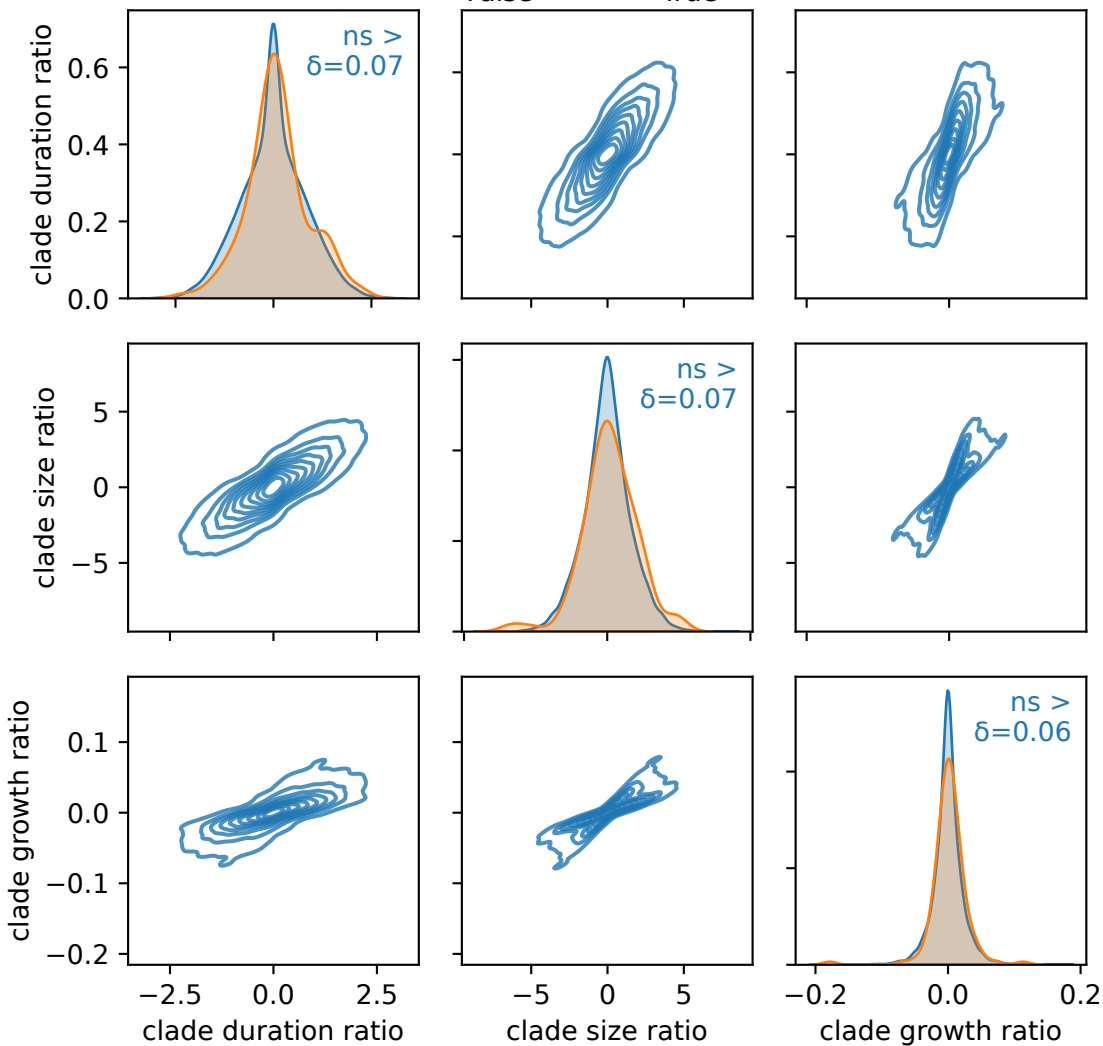 clade duration ratio
0.6
0.4
0.2
0.0
ns >
δ=0.07
clade size ratio
5
0
−5
ns >
δ=0.07
clade growth ratio
0.1
0.0
−0.1
−0.2
ns >
δ=0.06
−2.5 0.0 2.5
−5 0 5
−0.2 0.0 0.2
clade duration ratio
clade size ratio
clade growth ratio